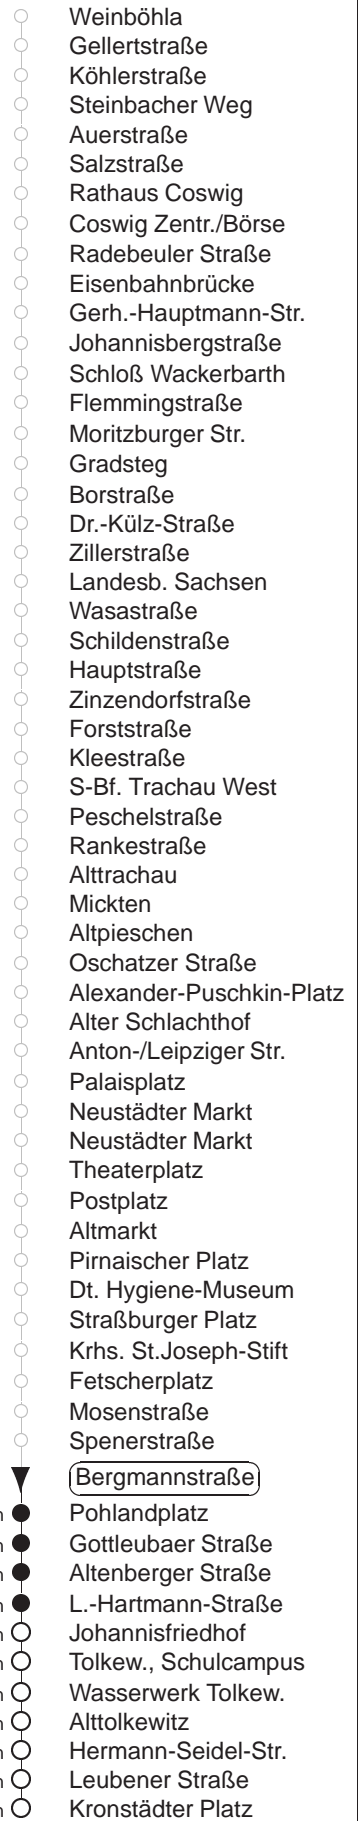 Weinböhla
Gellertstraße
Köhlerstraße
Steinbacher Weg
Auerstraße
Salzstraße
Rathaus Coswig
Coswig Zentr./Börse
Radebeuler Straße
Eisenbahnbrücke
Gerh.-Hauptmann-Str.
Johannisbergstraße
Schloß Wackerbarth
Flemmingstraße
Moritzburger Str.
Gradsteg
Borstraße
Dr.-Külz-Straße
Zillerstraße
Landesb. Sachsen
Wasastraße
Schildenstraße
Hauptstraße
Zinzendorfstraße
Forststraße
Kleestraße
S-Bf. Trachau West
Peschelstraße
Rankestraße
Alttrachau
Mickten
Altpieschen
Oschatzer Straße
Alexander-Puschkin-Platz
Alter Schlachthof
Anton-/Leipziger Str.
Palaisplatz
Neustädter Markt
Neustädter Markt
Theaterplatz
Postplatz
Altmarkt
Pirnaischer Platz
Dt. Hygiene-Museum
Straßburger Platz
Krhs. St.Joseph-Stift
Fetscherplatz
Mosenstraße
Spenerstraße
Bergmannstraße
Pohlandplatz
Gottleubaer Straße
Altenberger Straße
L.-Hartmann-Straße
Johannisfriedhof
Tolkew., Schulcampus
Wasserwerk Tolkew.
Alttolkewitz
Hermann-Seidel-Str.
Leubener Straße
Kronstädter Platz